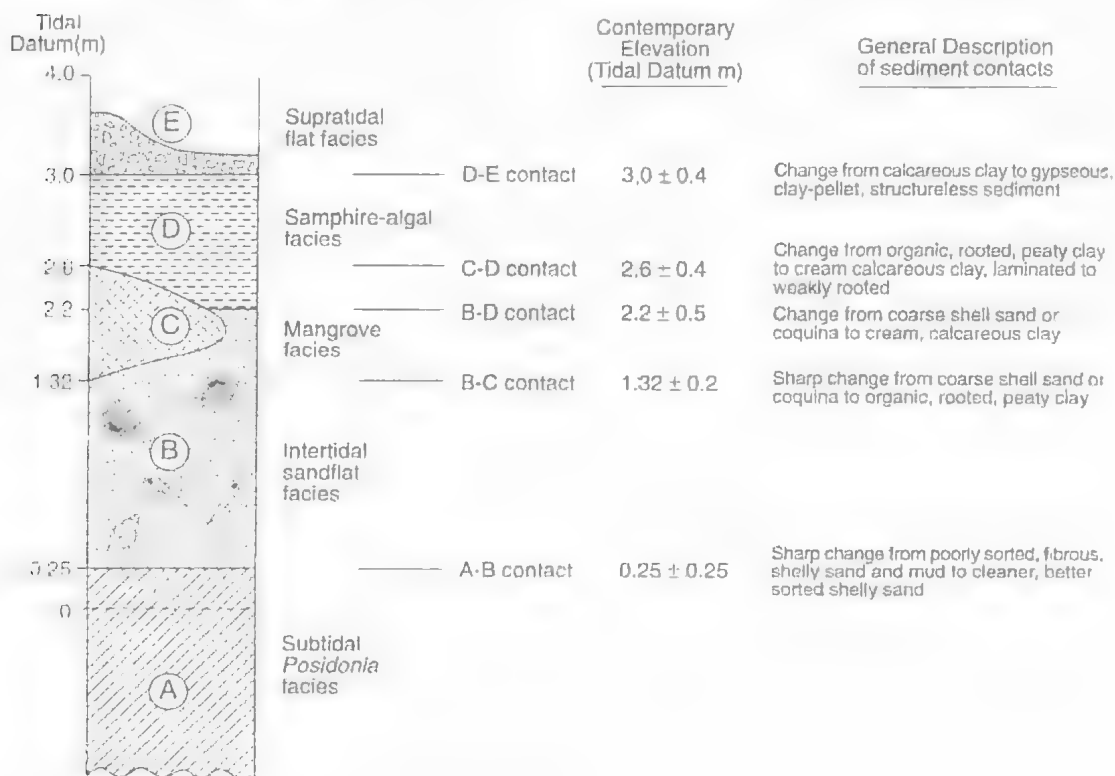 Tidal
Datum(m)
4.0
3.0
2.6
2.2
1.32
0.25
0
E
D
C
B
A
Supratidal
flat facies
Samphire-algal
facies
Mangrove
facies
Intertidal
sandflat
facies
Subtidal
Posidonia
facies
Contemporary
Elevation
(Tidal Datum m)
General Description
of sediment contacts
D-E contact 3.0 ± 0.4 Change from calcareous clay to gypseous,
clay-pellet, structureless sediment
C-D contact 2.6 ± 0.4 Change from organic, rooted, peaty clay
to cream calcareous clay, laminated to
weakly rooted
B-D contact 2.2 ± 0.5 Change from coarse shell sand or
coquina to cream, calcareous clay
B-C contact 1.32 ± 0.2 Sharp change from coarse shell sand or
coquina to organic, rooted, peaty clay
A-B contact 0.25 ± 0.25 Sharp change from poorly sorted, fibrous,
shelly sand and mud to cleaner, better
sorted shelly sand